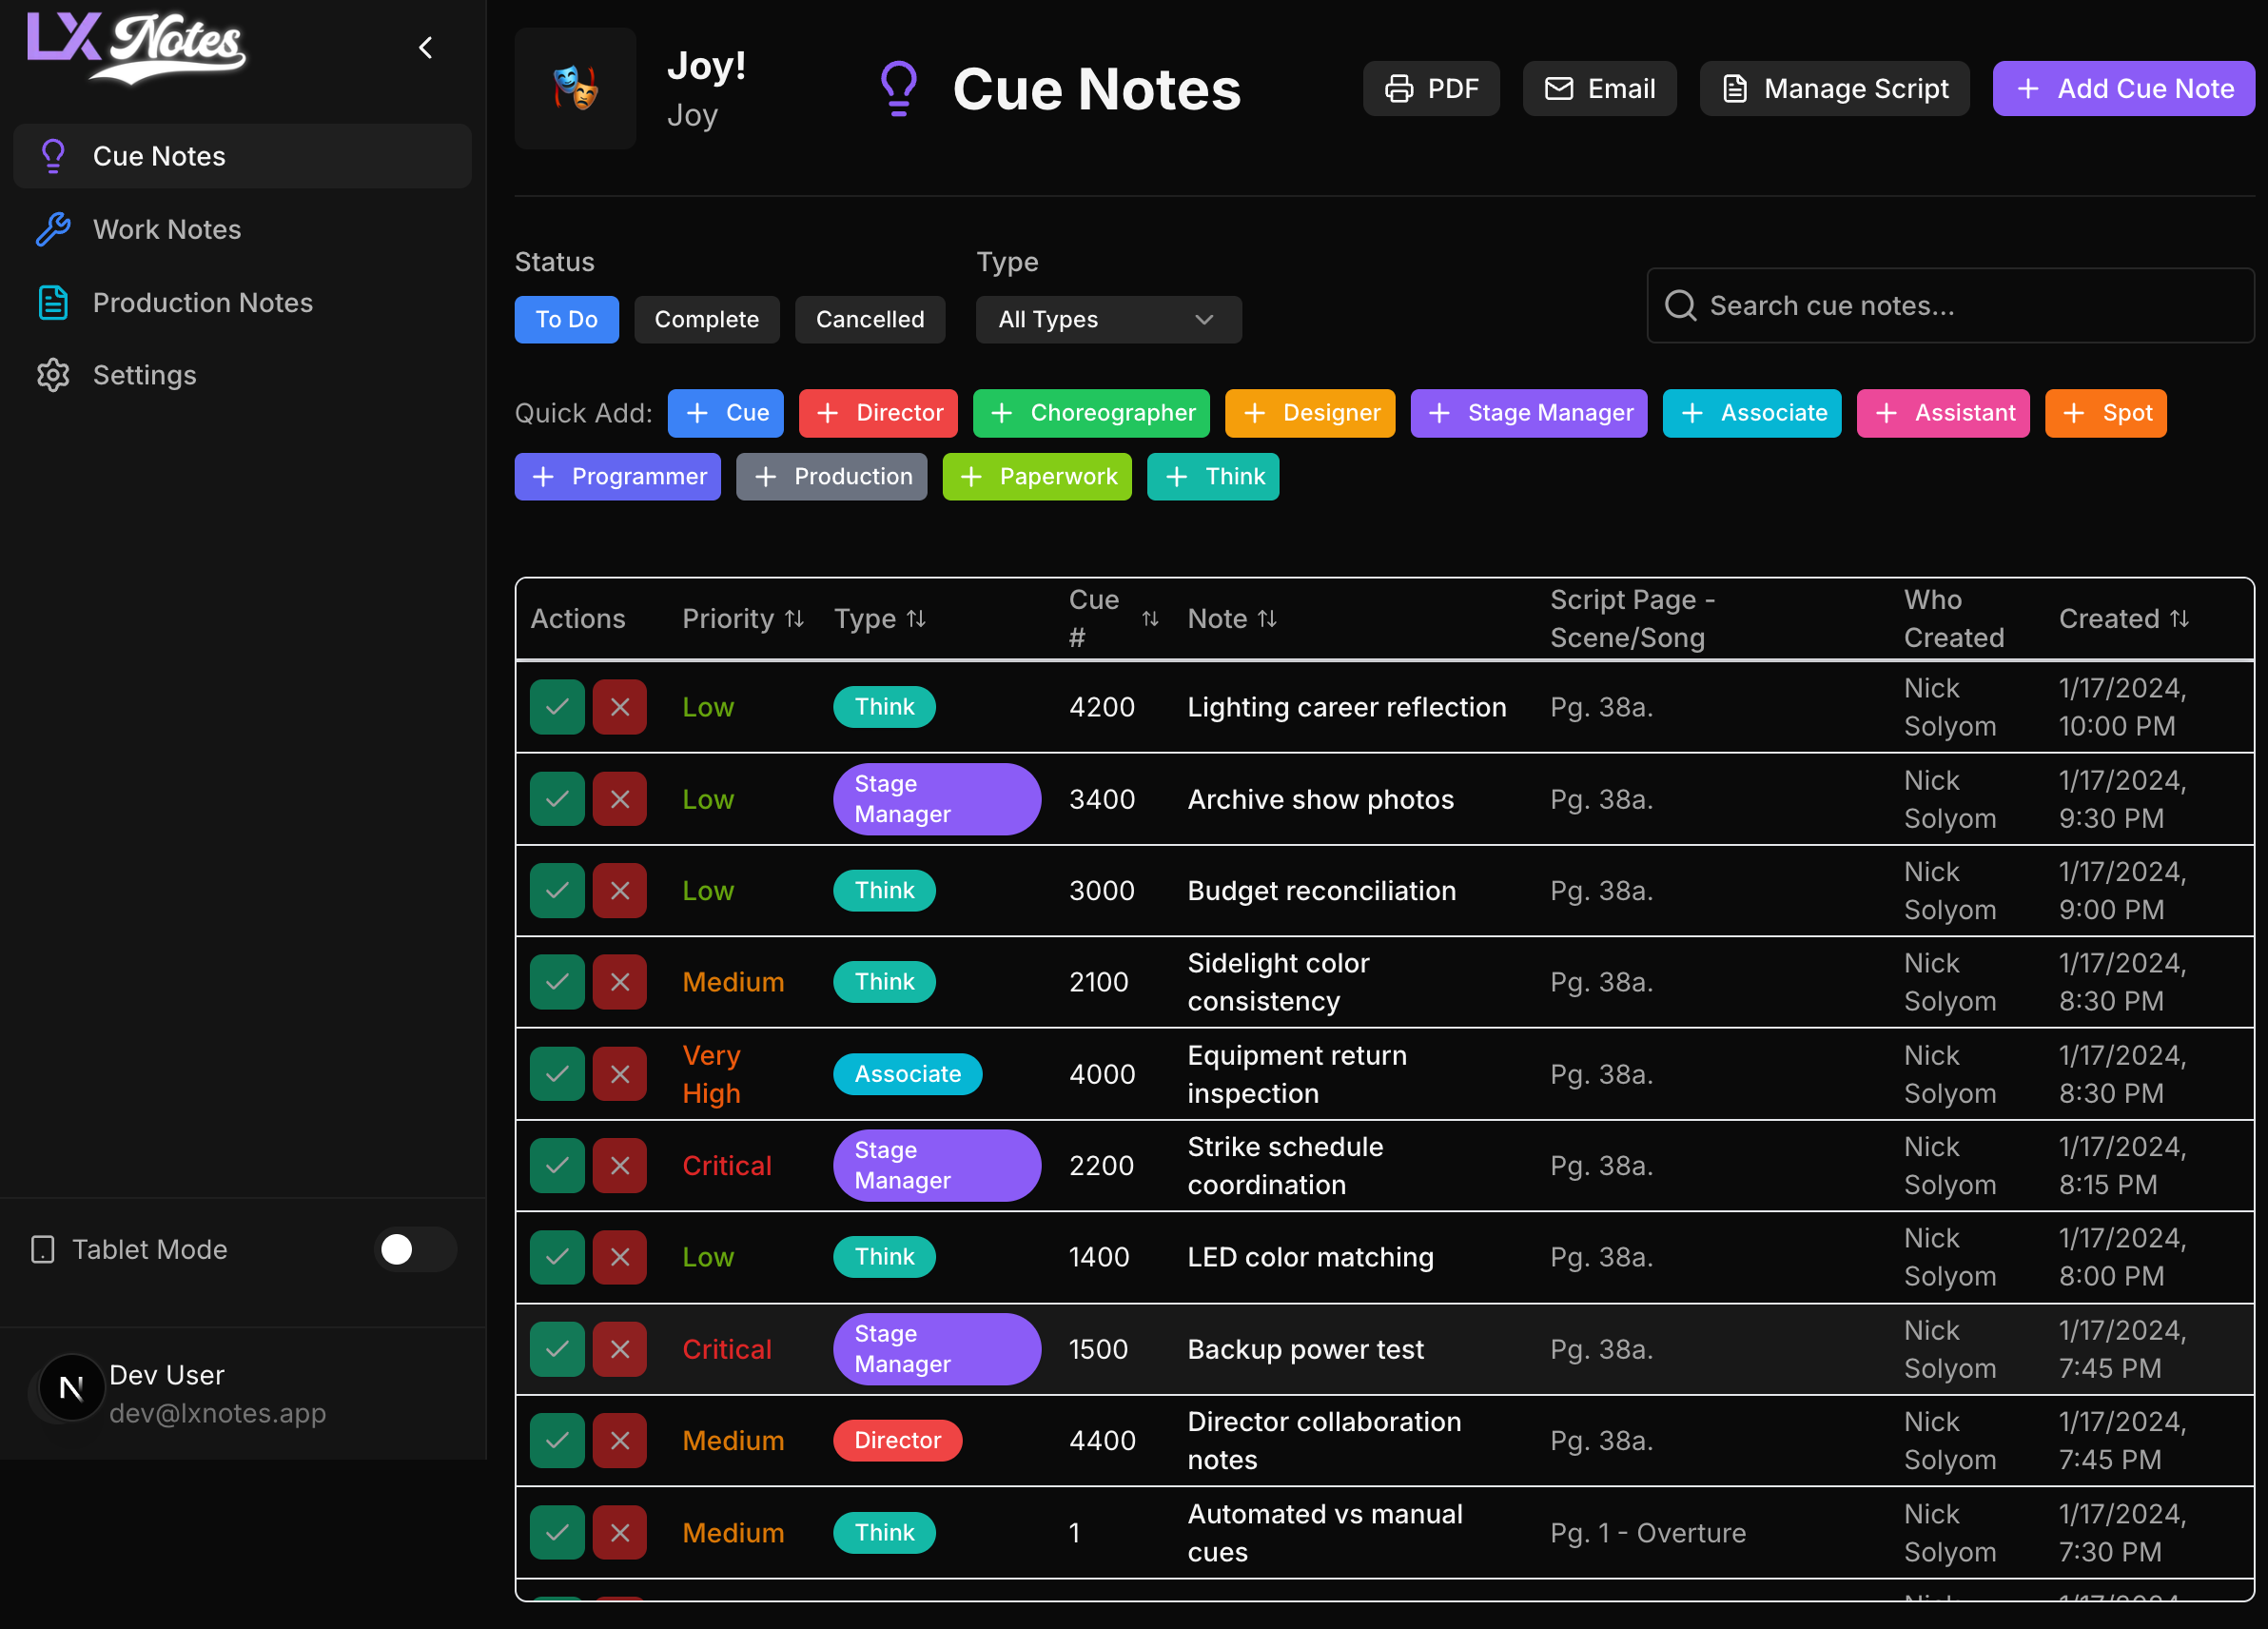 LX Notes
Cue Notes
Work Notes
Production Notes
Settings
Tablet Mode
N
Dev User
dev@lxnotes.app
Joy!
Joy
Cue Notes
PDF
Email
Manage Script
+ Add Cue Note
Status
Type
To Do
Complete
Cancelled
All Types
Search cue notes...
Quick Add:
+ Cue
+ Director
+ Choreographer
+ Designer
+ Stage Manager
+ Associate
+ Assistant
+ Spot
+ Programmer
+ Production
+ Paperwork
+ Think
Actions
Priority
Type
Cue
#
Note
Script Page -
Scene/Song
Who
Created
Created
Low
Think
4200
Lighting career reflection
Pg. 38a.
Nick
Solyom
1/17/2024,
10:00 PM
Low
Stage
Manager
3400
Archive show photos
Pg. 38a.
Nick
Solyom
1/17/2024,
9:30 PM
Low
Think
3000
Budget reconciliation
Pg. 38a.
Nick
Solyom
1/17/2024,
9:00 PM
Medium
Think
2100
Sidelight color
consistency
Pg. 38a.
Nick
Solyom
1/17/2024,
8:30 PM
Very
High
Associate
4000
Equipment return
inspection
Pg. 38a.
Nick
Solyom
1/17/2024,
8:30 PM
Critical
Stage
Manager
2200
Strike schedule
coordination
Pg. 38a.
Nick
Solyom
1/17/2024,
8:15 PM
Low
Think
1400
LED color matching
Pg. 38a.
Nick
Solyom
1/17/2024,
8:00 PM
Critical
Stage
Manager
1500
Backup power test
Pg. 38a.
Nick
Solyom
1/17/2024,
7:45 PM
Medium
Director
4400
Director collaboration
notes
Pg. 38a.
Nick
Solyom
1/17/2024,
7:45 PM
Medium
Think
1
Automated vs manual
cues
Pg. 1 - Overture
Nick
Solyom
1/17/2024,
7:30 PM